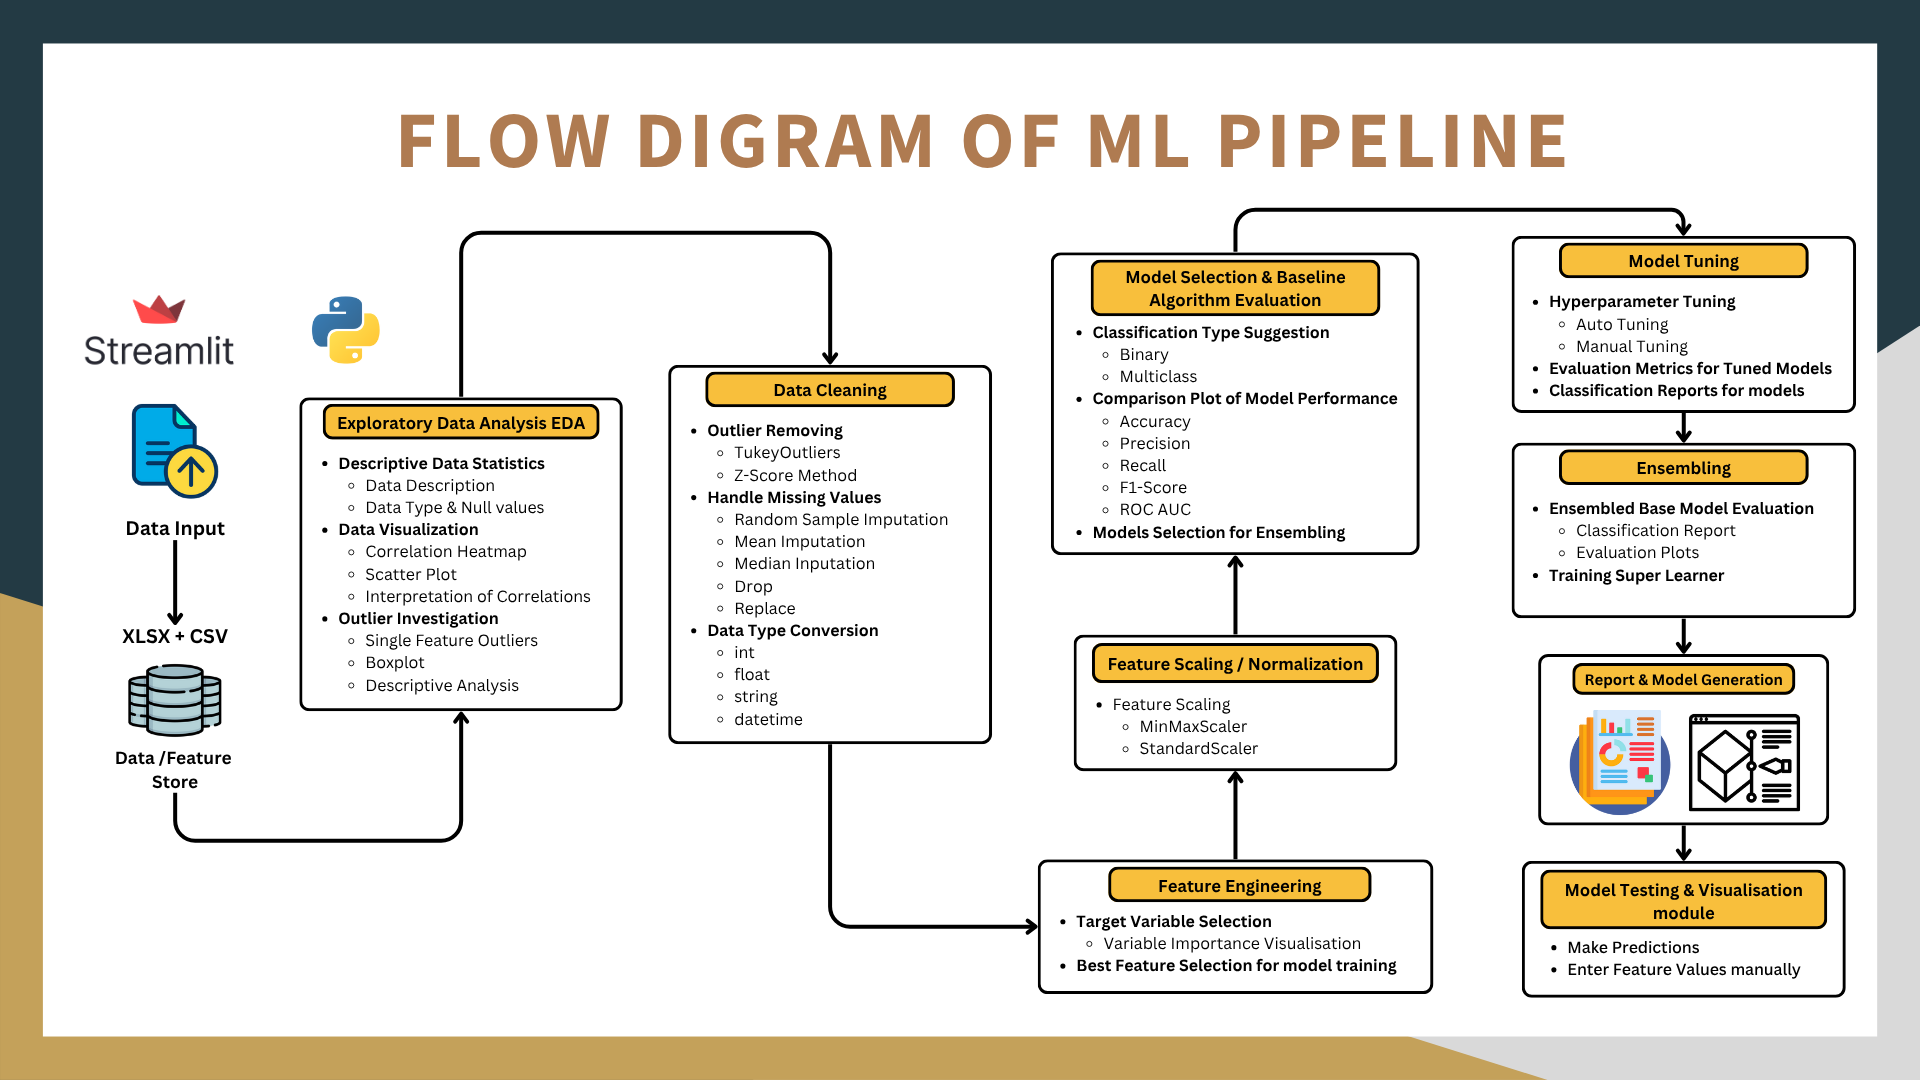 FLOW DIGRAM OF ML PIPELINE
Streamlit
Data Input
XLSX + CSV
Data /Feature
Store
Exploratory Data Analysis EDA
• Descriptive Data Statistics
◦ Data Description
◦ Data Type & Null values
• Data Visualization
◦ Correlation Heatmap
◦ Scatter Plot
◦ Interpretation of Correlations
• Outlier Investigation
◦ Single Feature Outliers
◦ Boxplot
◦ Descriptive Analysis
Data Cleaning
• Outlier Removing
◦ TukeyOutliers
◦ Z-Score Method
• Handle Missing Values
◦ Random Sample Imputation
◦ Mean Imputation
◦ Median Inputation
◦ Drop
◦ Replace
• Data Type Conversion
◦ int
◦ float
◦ string
◦ datetime
Feature Engineering
• Target Variable Selection
◦ Variable Importance Visualisation
• Best Feature Selection for model training
Feature Scaling / Normalization
• Feature Scaling
◦ MinMaxScaler
◦ StandardScaler
Model Selection & Baseline
Algorithm Evaluation
• Classification Type Suggestion
◦ Binary
◦ Multiclass
• Comparison Plot of Model Performance
◦ Accuracy
◦ Precision
◦ Recall
◦ F1-Score
◦ ROC AUC
• Models Selection for Ensembling
Model Tuning
• Hyperparameter Tuning
◦ Auto Tuning
◦ Manual Tuning
• Evaluation Metrics for Tuned Models
• Classification Reports for models
Ensembling
• Ensembled Base Model Evaluation
◦ Classification Report
◦ Evaluation Plots
• Training Super Learner
Report & Model Generation
Model Testing & Visualisation
module
• Make Predictions
• Enter Feature Values manually